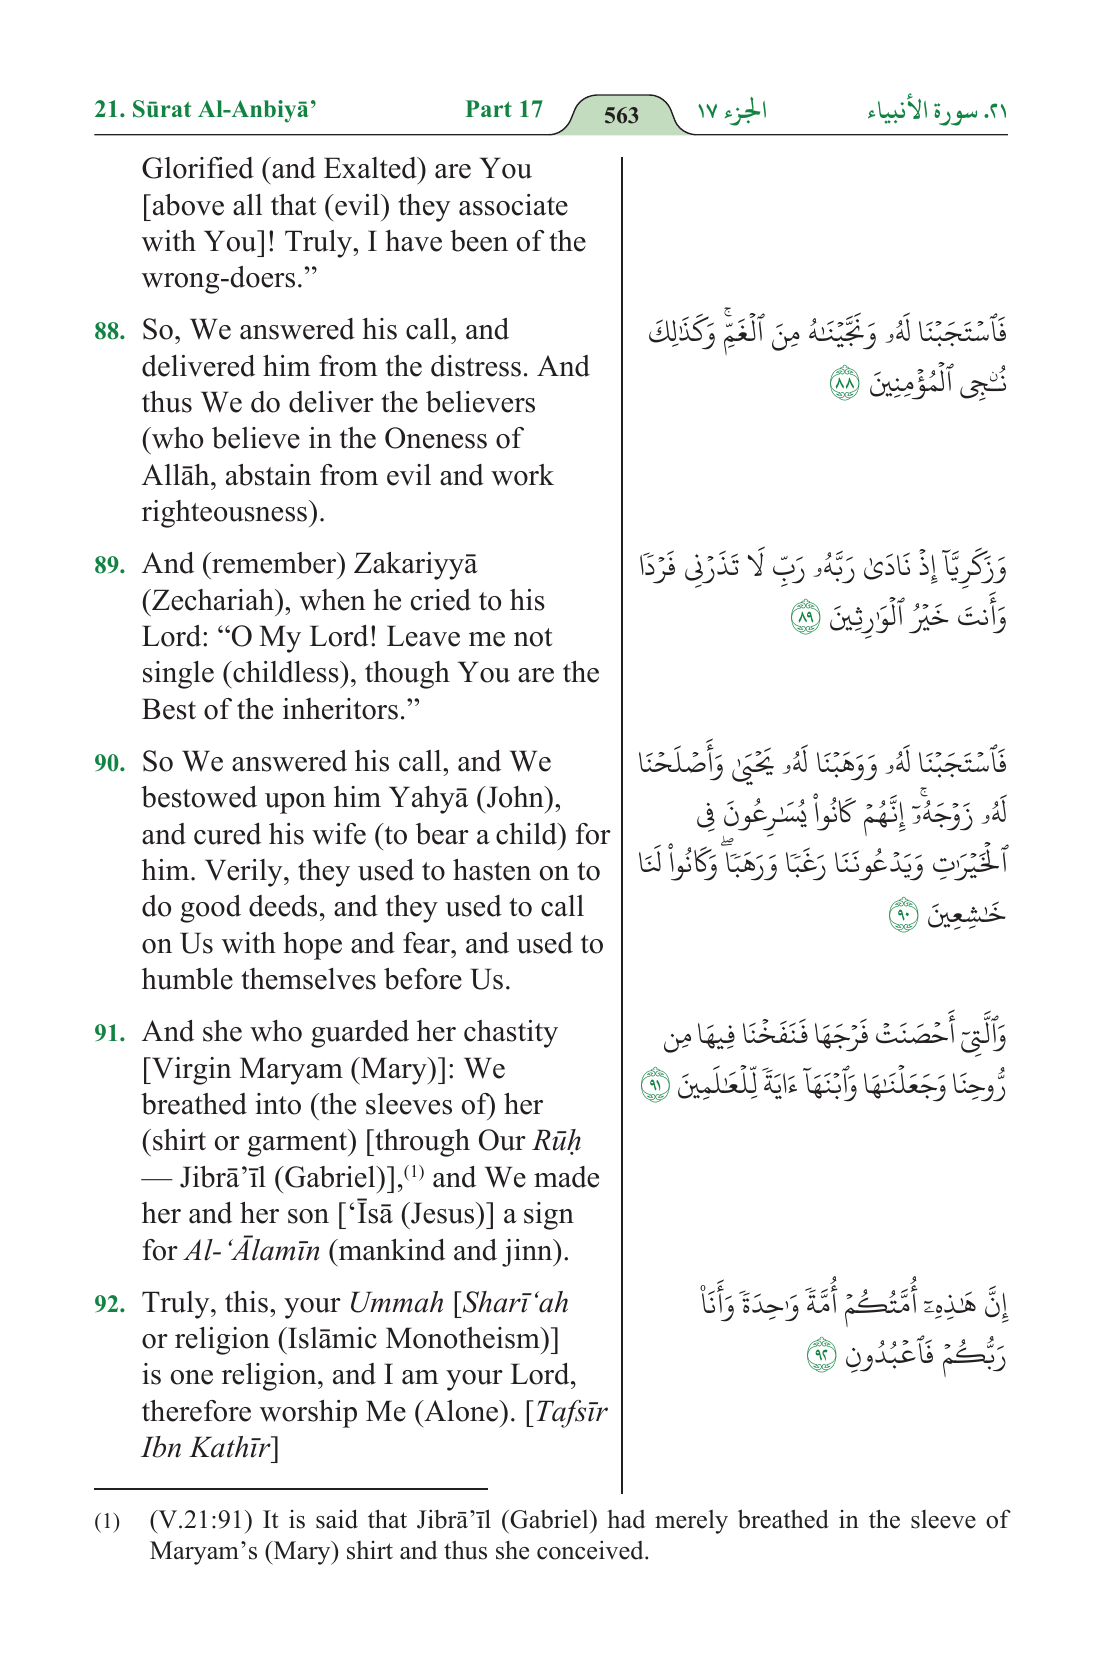 21. Sūrat Al-Anbiyā’ Part 17 563 الجزء ١٧ ٢١. سورة الأنبياء
Glorified (and Exalted) are You
[above all that (evil) they associate
with You]! Truly, I have been of the
wrong-doers.”
88. So, We answered his call, and
delivered him from the distress. And
thus We do deliver the believers
(who believe in the Oneness of
Allāh, abstain from evil and work
righteousness).
فَٱسْتَجَبْنَا لَهُۥ وَنَجَّيْنَـٰهُ مِنَ ٱلْغَمِّ ۚ وَكَذَٰلِكَ
نُـۨجِى ٱلْمُؤْمِنِينَ ٨٨
89. And (remember) Zakariyyā
(Zechariah), when he cried to his
Lord: “O My Lord! Leave me not
single (childless), though You are the
Best of the inheritors.”
وَزَكَرِيَّآ إِذْ نَادَىٰ رَبَّهُۥ رَبِّ لَا تَذَرْنِى فَرْدًا
وَأَنتَ خَيْرُ ٱلْوَٰرِثِينَ ٨٩
90. So We answered his call, and We
bestowed upon him Yahyā (John),
and cured his wife (to bear a child) for
him. Verily, they used to hasten on to
do good deeds, and they used to call
on Us with hope and fear, and used to
humble themselves before Us.
فَٱسْتَجَبْنَا لَهُۥ وَوَهَبْنَا لَهُۥ يَحْيَىٰ وَأَصْلَحْنَا
لَهُۥ زَوْجَهُۥٓ ۚ إِنَّهُمْ كَانُوا۟ يُسَـٰرِعُونَ فِى
ٱلْخَيْرَٰتِ وَيَدْعُونَنَا رَغَبًا وَرَهَبًا ۖ وَكَانُوا۟ لَنَا
خَـٰشِعِينَ ٩٠
91. And she who guarded her chastity
[Virgin Maryam (Mary)]: We
breathed into (the sleeves of) her
(shirt or garment) [through Our Rūḥ
— Jibrā’īl (Gabriel)],(1) and We made
her and her son [‘Īsā (Jesus)] a sign
for Al-‘Ālamīn (mankind and jinn).
وَٱلَّتِىٓ أَحْصَنَتْ فَرْجَهَا فَنَفَخْنَا فِيهَا مِن
رُّوحِنَا وَجَعَلْنَـٰهَا وَٱبْنَهَآ ءَايَةً لِّلْعَـٰلَمِينَ ٩١
92. Truly, this, your Ummah [Sharī‘ah
or religion (Islāmic Monotheism)]
is one religion, and I am your Lord,
therefore worship Me (Alone). [Tafsīr
Ibn Kathīr]
إِنَّ هَـٰذِهِۦٓ أُمَّتُكُمْ أُمَّةً وَٰحِدَةً وَأَنَا۠
رَبُّكُمْ فَٱعْبُدُونِ ٩٢
(1) (V.21:91) It is said that Jibrā’īl (Gabriel) had merely breathed in the sleeve of
Maryam’s (Mary) shirt and thus she conceived.